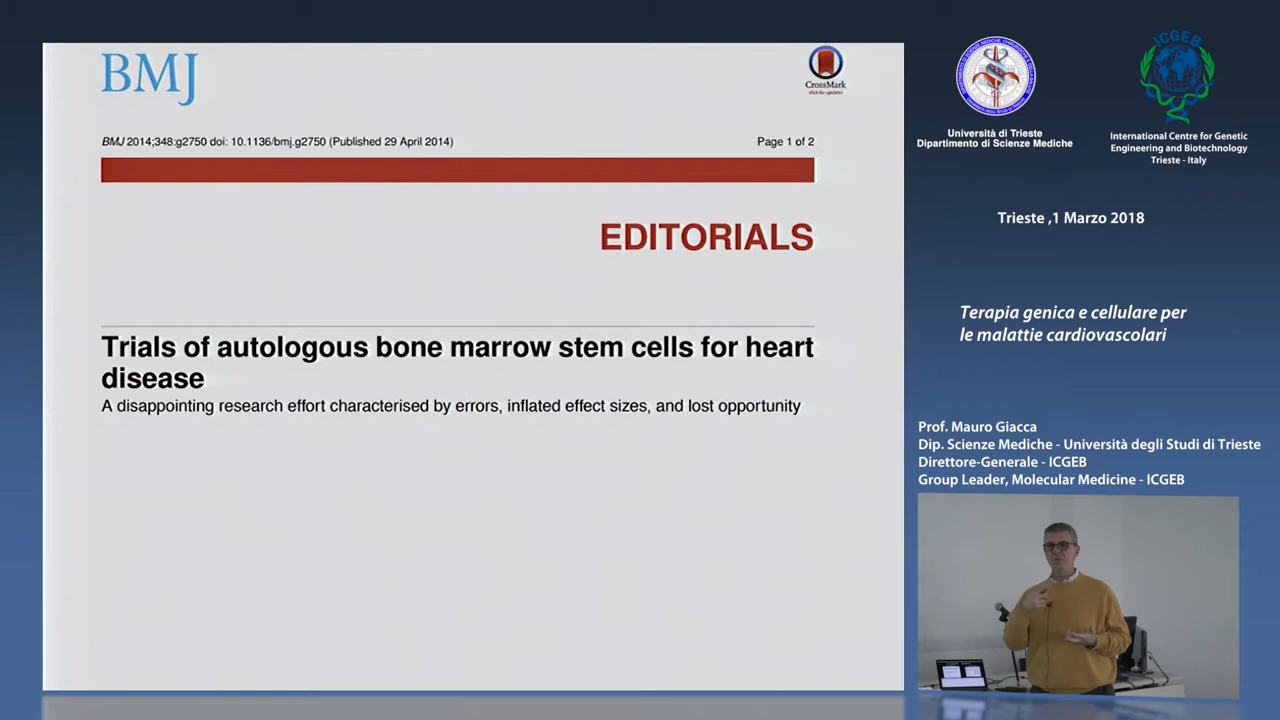 BMJ
CrossMark
click for updates
BMJ 2014;348:g2750 doi: 10.1136/bmj.g2750 (Published 29 April 2014)
Page 1 of 2
EDITORIALS
Trials of autologous bone marrow stem cells for heart
disease
A disappointing research effort characterised by errors, inflated effect sizes, and lost opportunity
Università di Trieste
Dipartimento di Scienze Mediche
ICGEB
International Centre for Genetic
Engineering and Biotechnology
Trieste - Italy
Trieste ,1 Marzo 2018
Terapia genica e cellulare per
le malattie cardiovascolari
Prof. Mauro Giacca
Dip. Scienze Mediche - Università degli Studi di Trieste
Direttore-Generale - ICGEB
Group Leader, Molecular Medicine - ICGEB